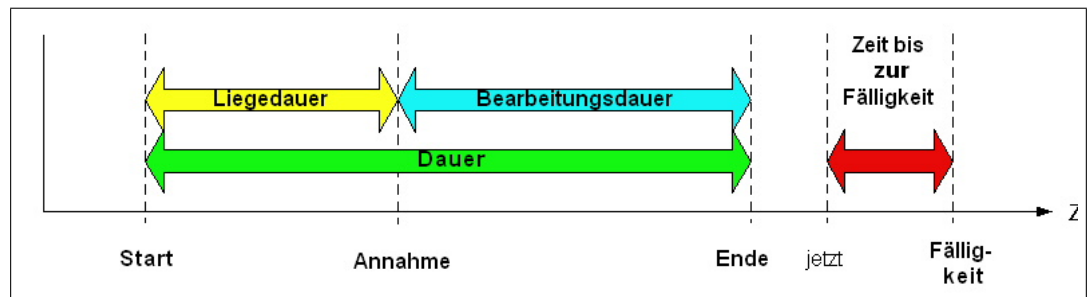 Zeit bis
zur
Fälligkeit
Liegedauer
Bearbeitungsdauer
Dauer
Z
Start
Annahme
Ende
jetzt
Fällig-
keit